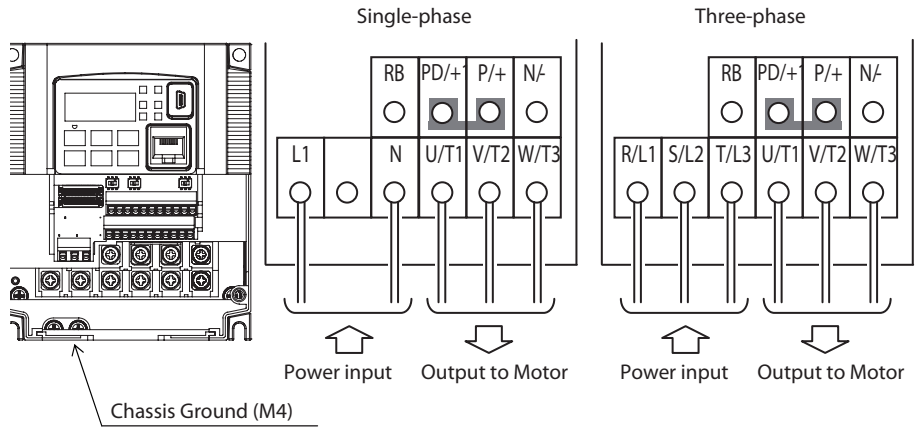 Single-phase
Three-phase
RB PD/+1 P/+ N/-
L1 N U/T1 V/T2 W/T3
RB PD/+1 P/+ N/-
R/L1 S/L2 T/L3 U/T1 V/T2 W/T3
Power input
Output to Motor
Power input
Output to Motor
Chassis Ground (M4)